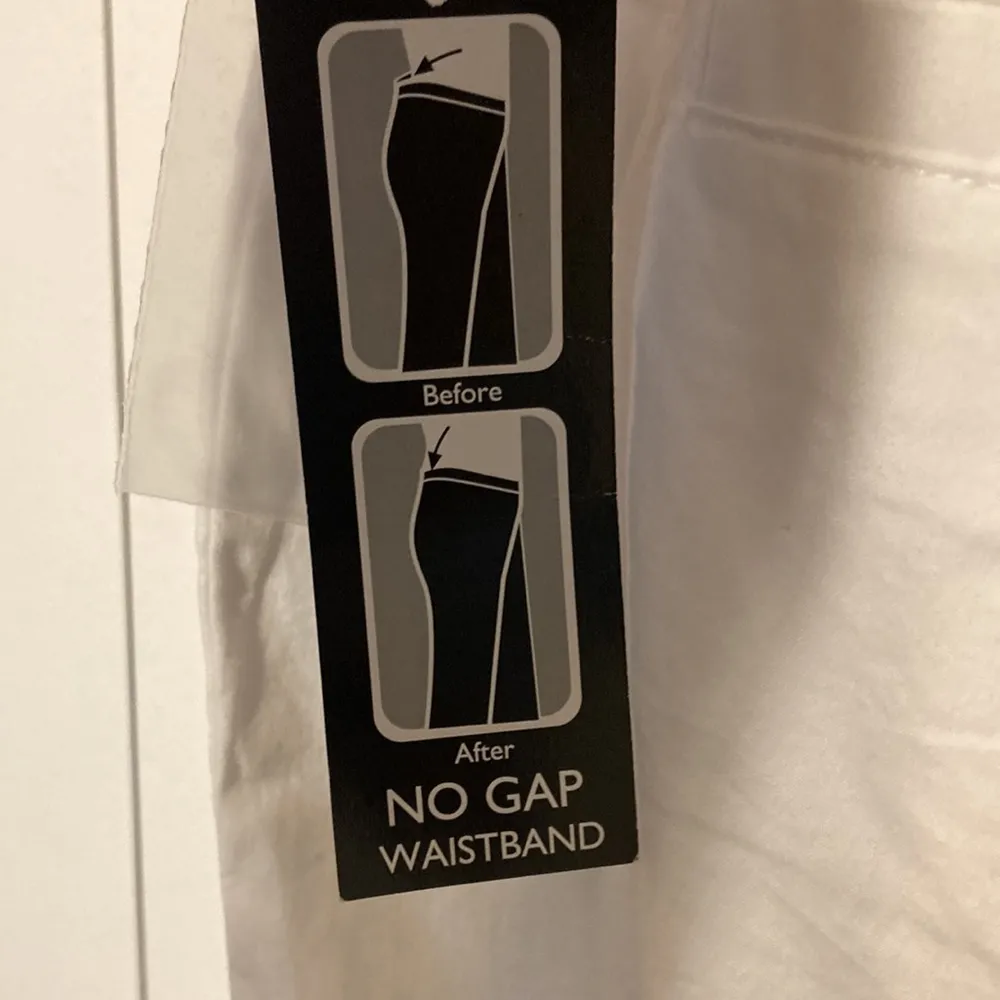 Before
After
NO GAP
WAISTBAND